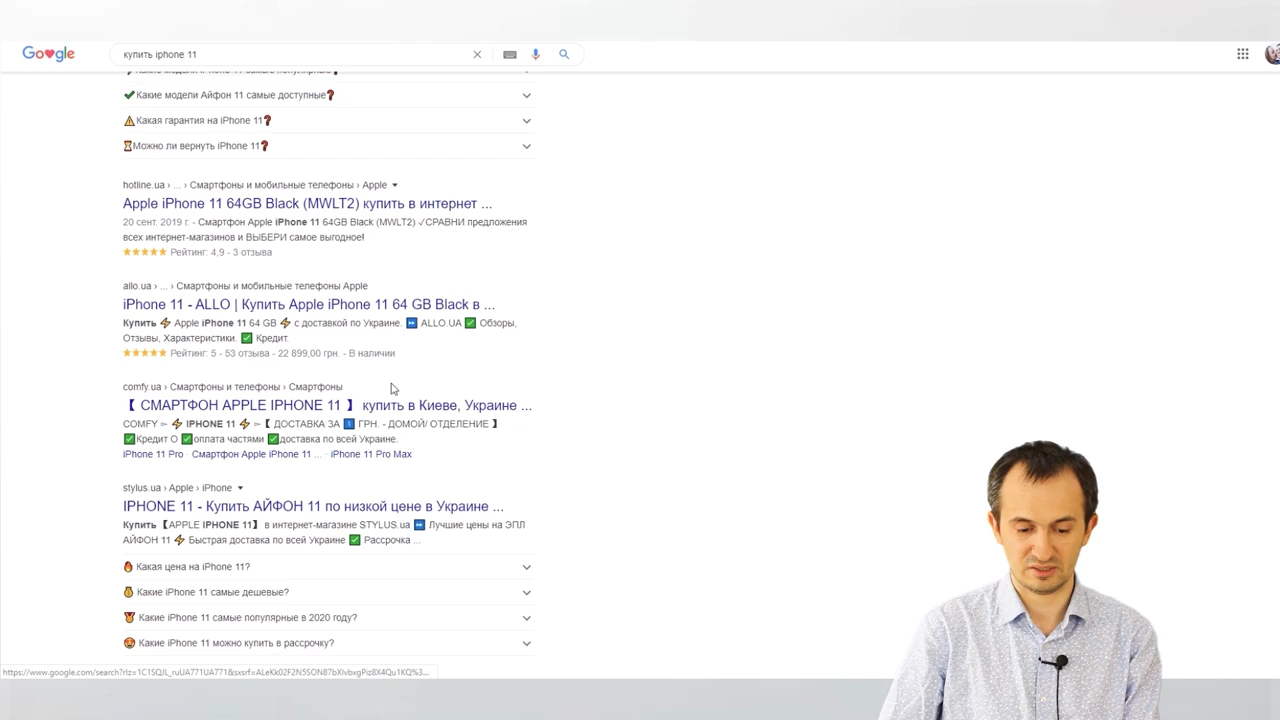 Google
купить iphone 11
Какие модели iPhone 11 самые популярные❓
✔Какие модели Айфон 11 самые доступные❓
⚠Какая гарантия на iPhone 11❓
⌛Можно ли вернуть iPhone 11❓
hotline.ua › ... › Смартфоны и мобильные телефоны › Apple ▼
Apple iPhone 11 64GB Black (MWLT2) купить в интернет ...
20 сент. 2019 г. - Смартфон Apple iPhone 11 64GB Black (MWLT2) ✓СРАВНИ предложения
всех интернет-магазинов и ВЫБЕРИ самое выгодное!
★★★★★ Рейтинг: 4,9 - 3 отзыва
allo.ua › ... › Смартфоны и мобильные телефоны Apple
iPhone 11 - ALLO | Купить Apple iPhone 11 64 GB Black в ...
Купить ⚡ Apple iPhone 11 64 GB ⚡ с доставкой по Украине. ⏩ ALLO.UA ✅ Обзоры,
Отзывы, Характеристики. ✅ Кредит.
★★★★★ Рейтинг: 5 - 53 отзыва - 22 899,00 грн. - В наличии
comfy.ua › Смартфоны и телефоны › Смартфоны
【 СМАРТФОН APPLE IPHONE 11 】 купить в Киеве, Украине ...
COMFY ➣ ⚡ IPHONE 11 ⚡ ➣【 ДОСТАВКА ЗА 1️⃣ ГРН. - ДОМОЙ/ ОТДЕЛЕНИЕ 】
✅Кредит О ✅оплата частями ✅доставка по всей Украине.
iPhone 11 Pro · Смартфон Apple iPhone 11 ... · iPhone 11 Pro Max
stylus.ua › Apple › iPhone ▼
IPHONE 11 - Купить АЙФОН 11 по низкой цене в Украине ...
Купить 【APPLE IPHONE 11】 в интернет-магазине STYLUS.ua ⏩ Лучшие цены на ЭПЛ
АЙФОН 11 ⚡ Быстрая доставка по всей Украине ✅ Рассрочка ...
🔥 Какая цена на iPhone 11?
💰 Какие iPhone 11 самые дешевые?
🏅 Какие iPhone 11 самые популярные в 2020 году?
🤩 Какие iPhone 11 можно купить в рассрочку?